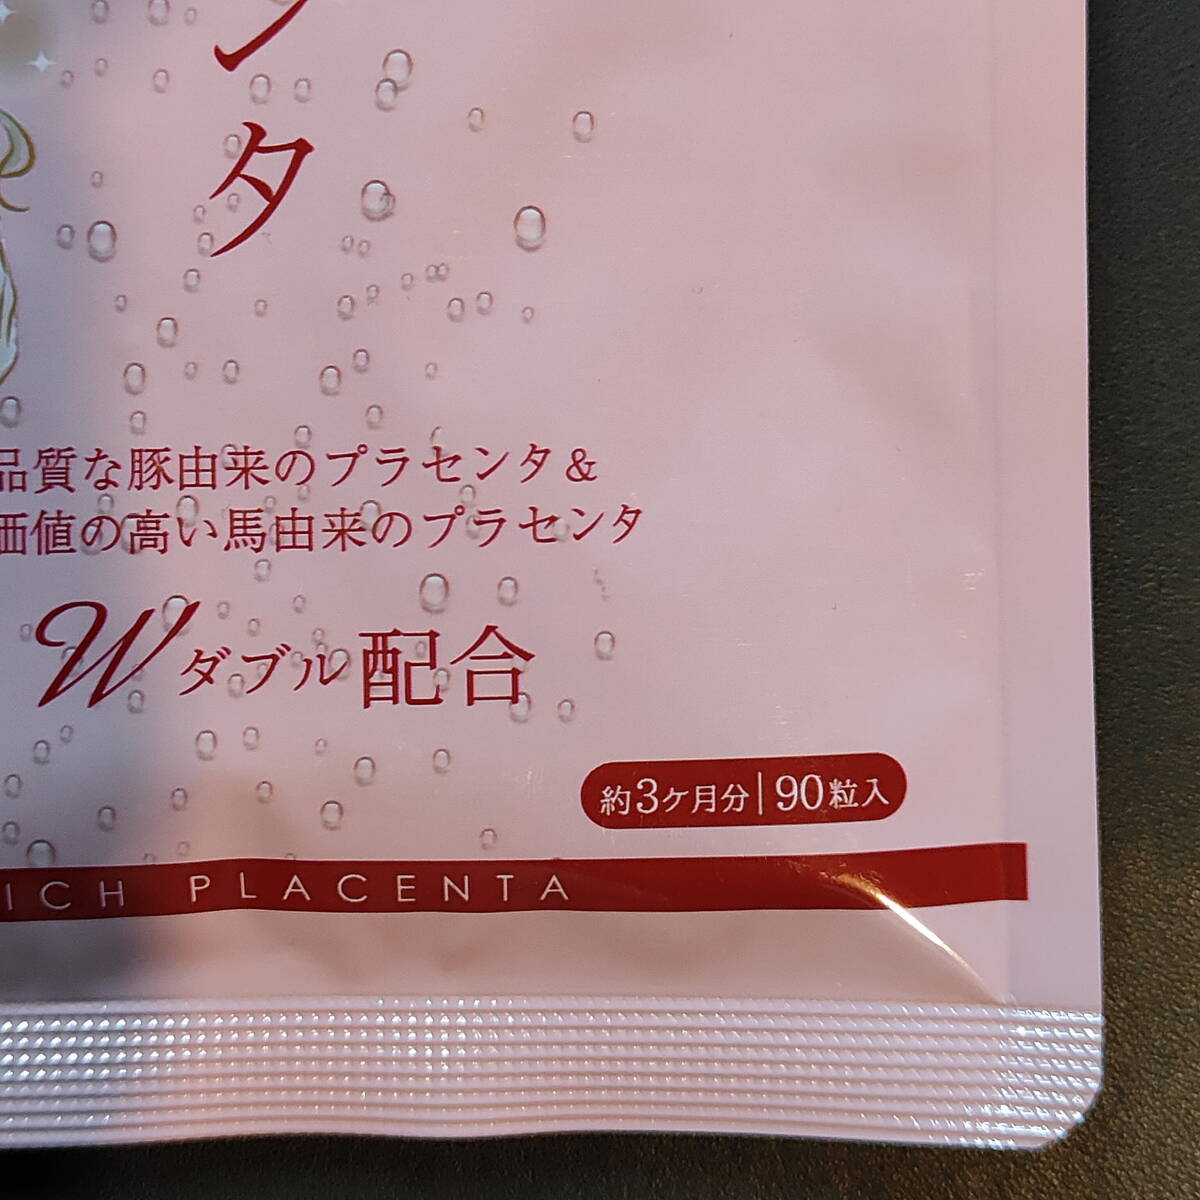 ンタ
品質な豚由来のプラセンタ&
価値の高い馬由来のプラセンタ
Wダブル配合
約3ケ月分|90粒入
ICH PLACENTA